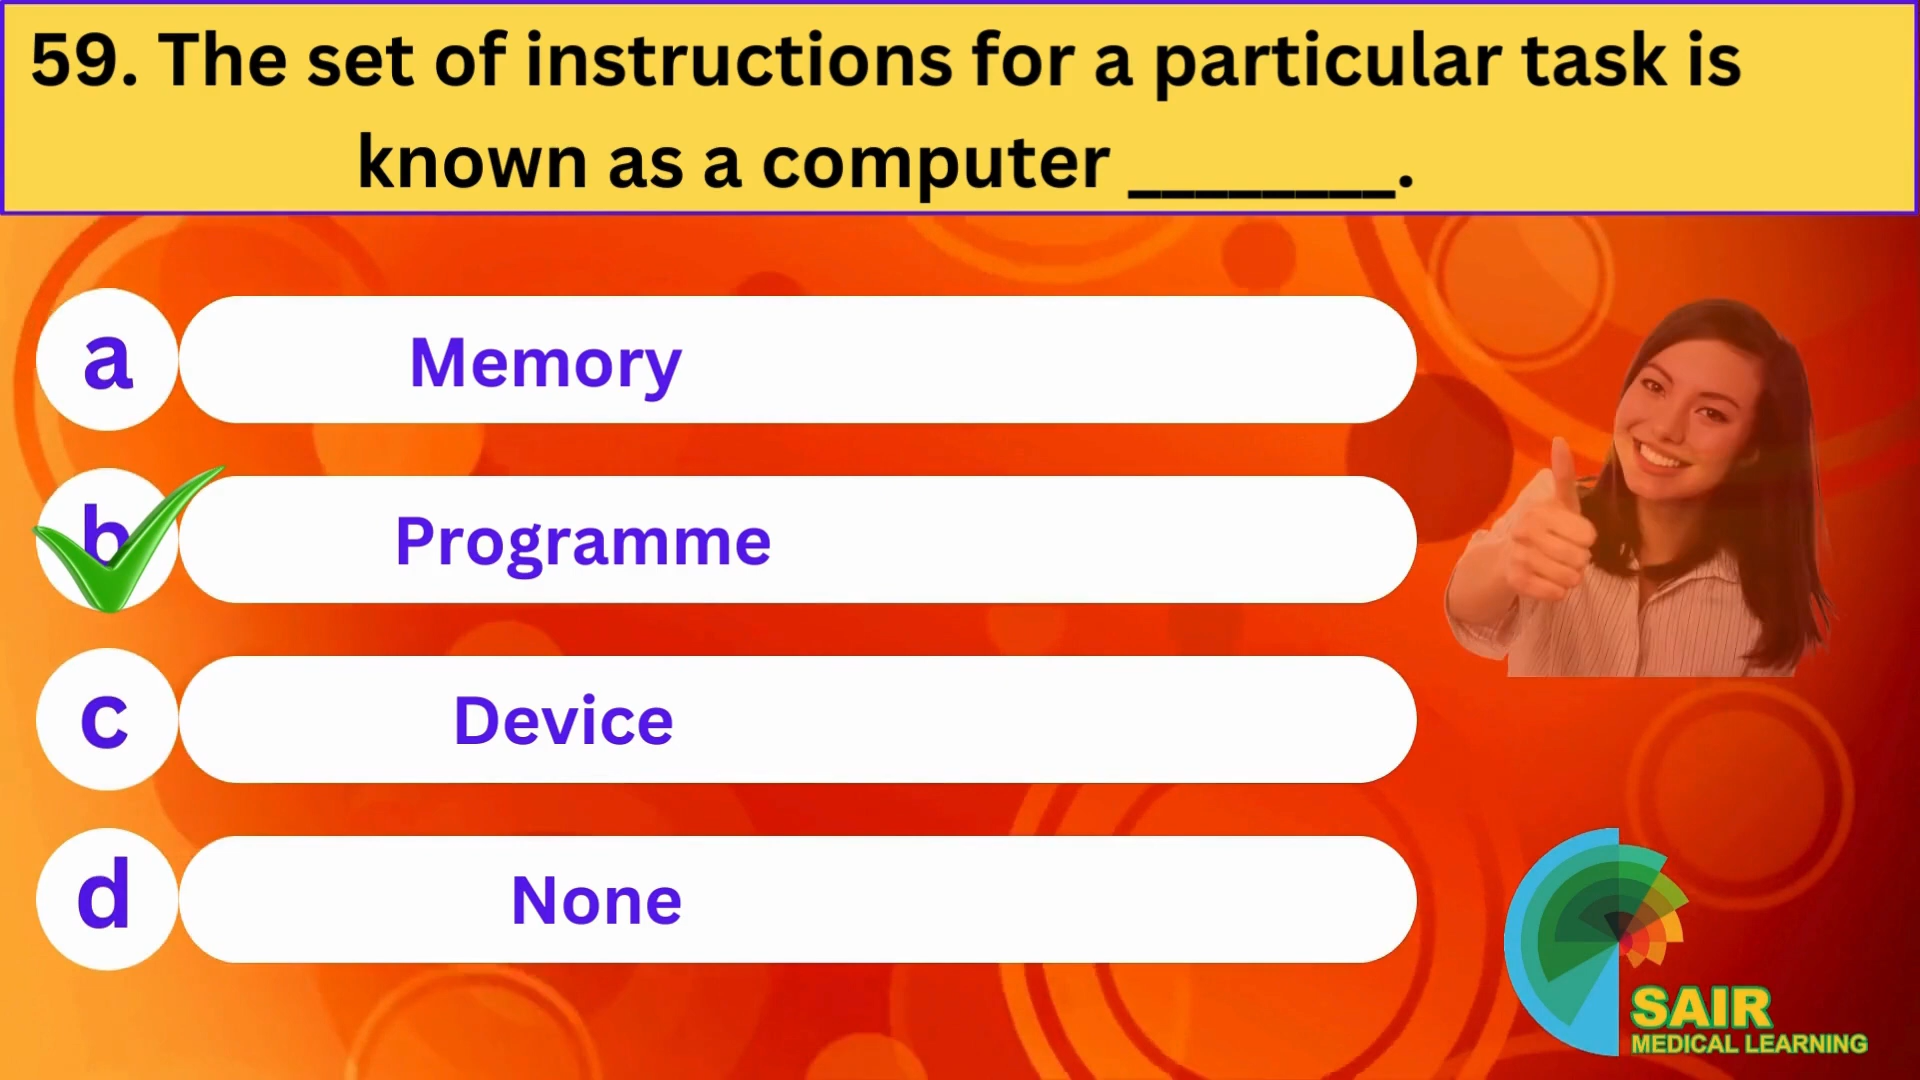 59. The set of instructions for a particular task is
known as a computer ________.
a Memory
b Programme
c Device
d None
SAIR
MEDICAL LEARNING